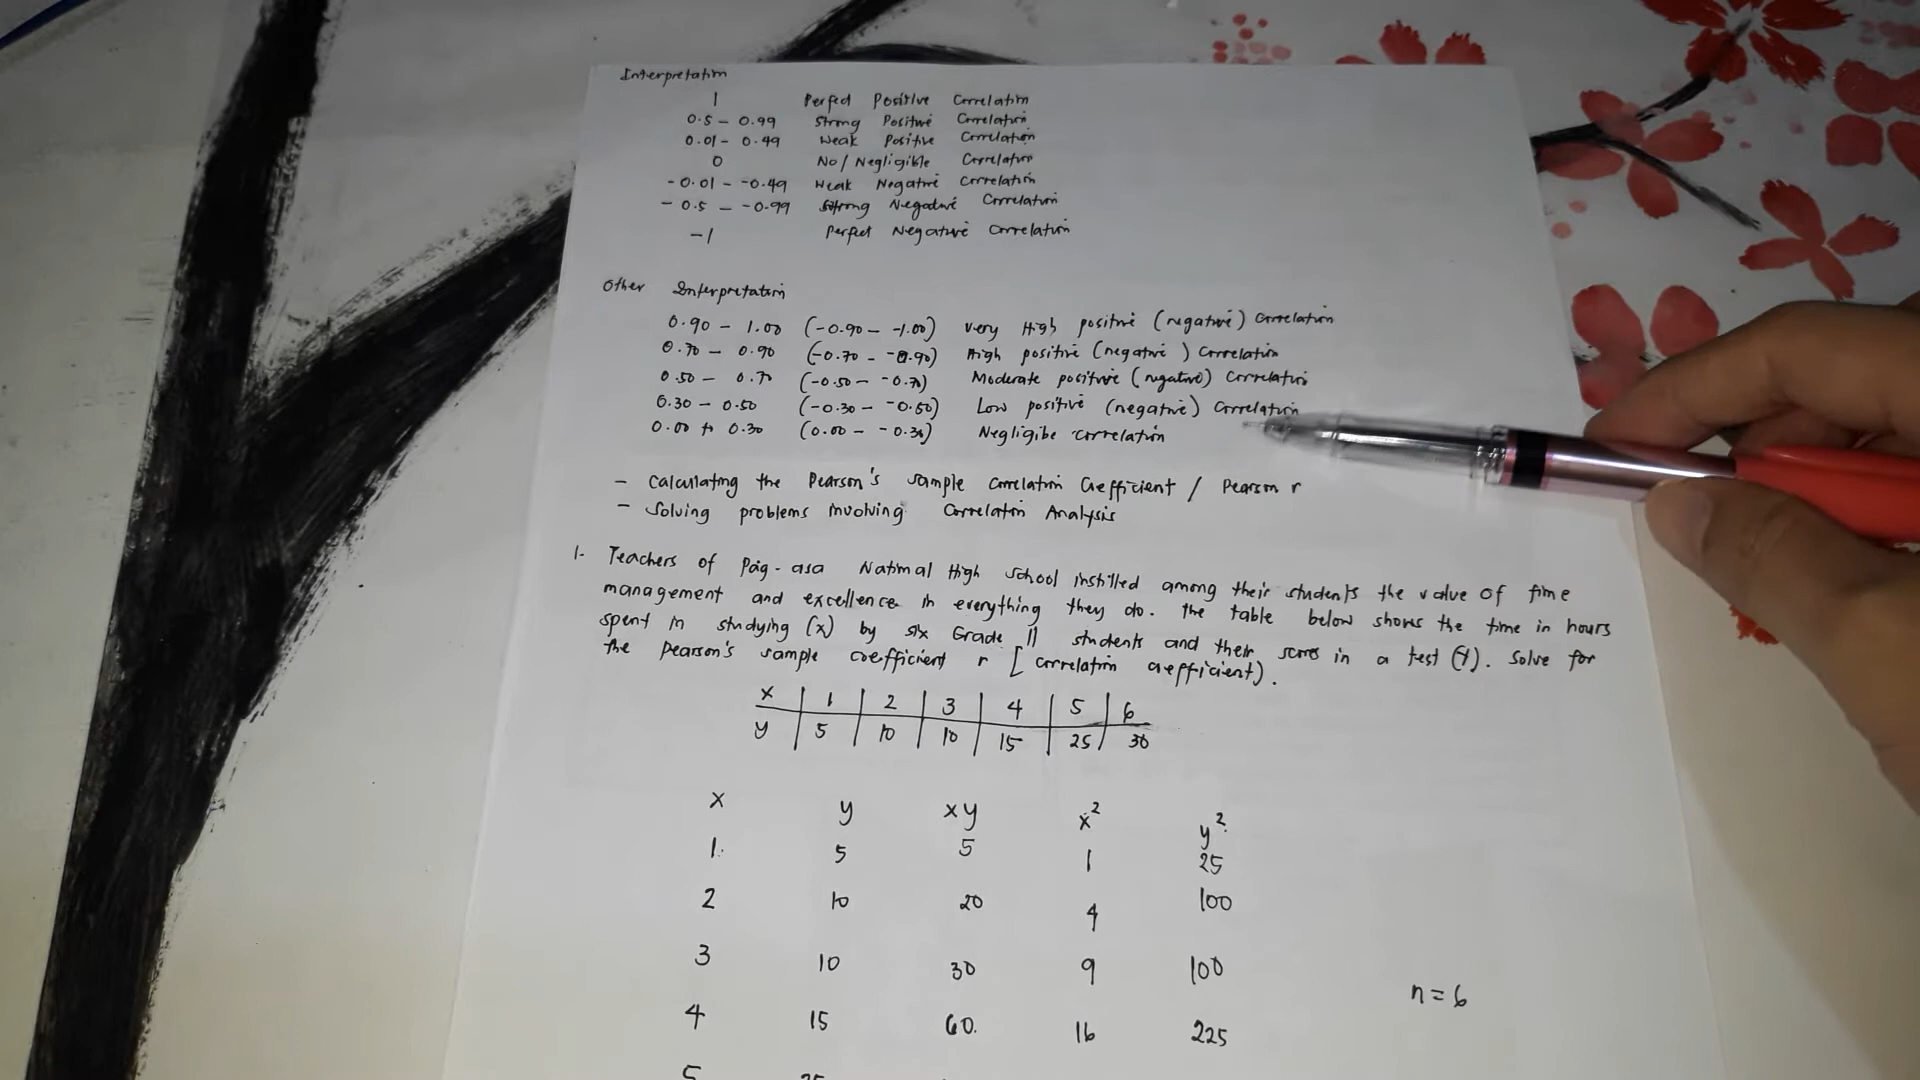 Interpretation
1 Perfect Positive Correlation
0.5 - 0.99 Strong Positive Correlation
0.01 - 0.49 Weak Positive Correlation
0 No / Negligible Correlation
-0.01 - -0.49 Weak Negative Correlation
-0.5 - -0.99 Strong Negative Correlation
-1 Perfect Negative Correlation
Other Interpretation
0.90 - 1.00 (-0.90 - -1.00) Very High positive (negative) Correlation
0.70 - 0.90 (-0.70 - -0.90) High positive (negative) Correlation
0.50 - 0.70 (-0.50 - -0.70) Moderate positive (negative) Correlation
0.30 - 0.50 (-0.30 - -0.50) Low positive (negative) Correlation
0.00 to 0.30 (0.00 - -0.30) Negligibe correlation
- Calculating the Pearson's Sample Correlation Coefficient / Pearson r
- Solving problems involving Correlation Analysis
1. Teachers of Pag-asa National High School instilled among their students the value of time
management and excellence in everything they do. The table below shows the time in hours
spent in studying (x) by six Grade 11 students and their scores in a test (y). Solve for
the Pearson's sample coefficient r [correlation coefficient).
x 1 2 3 4 5 6
y 5 10 10 15 25 30
x y xy x² y²
1. 5 5 1 25
2 10 20 4 100
3 10 30 9 100
n = 6
4 15 60. 16 225
5 25